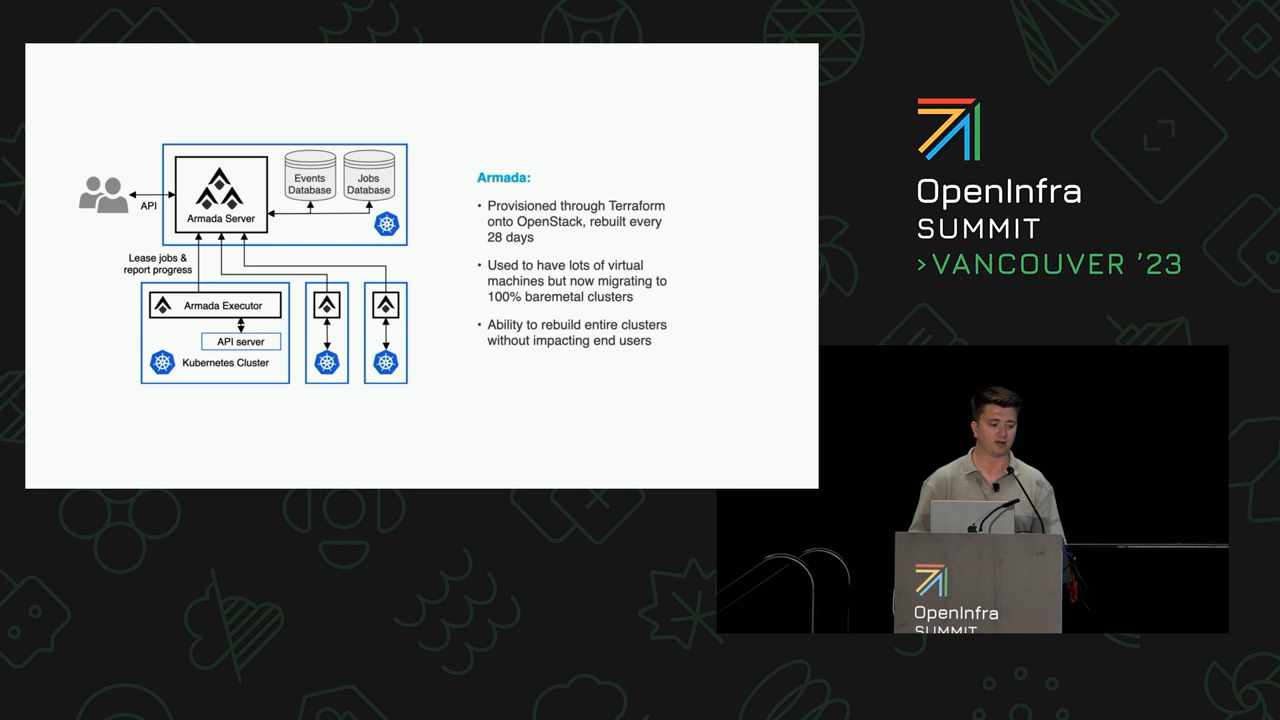 Events
Database
Jobs
Database
API
Armada Server
Lease jobs &
report progress
Armada Executor
API server
Kubernetes Cluster
Armada:
• Provisioned through Terraform
onto OpenStack, rebuilt every
28 days
• Used to have lots of virtual
machines but now migrating to
100% baremetal clusters
• Ability to rebuild entire clusters
without impacting end users
OpenInfra
SUMMIT
>VANCOUVER '23
OpenInfra
SUMMIT